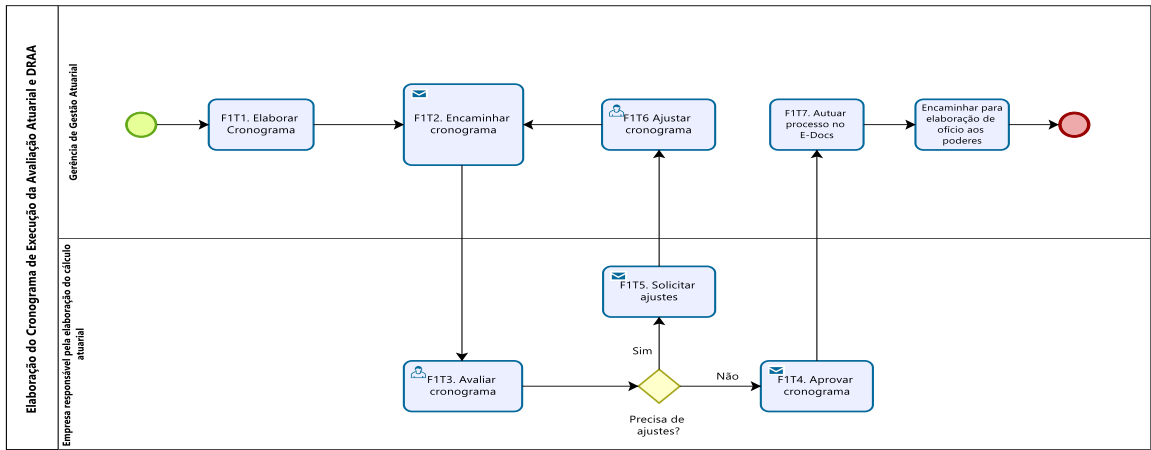 Elaboração do Cronograma de Execução da Avaliação Atuarial e DRAA
Gerência de Gestão Atuarial
F1T1. Elaborar
Cronograma
F1T2. Encaminhar
cronograma
F1T6 Ajustar
cronograma
F1T7. Autuar
processo no
E-Docs
Encaminhar para
elaboração de
ofício aos
poderes
Empresa responsável pela elaboração do cálculo
atuarial
F1T5. Solicitar
ajustes
Sim
F1T3. Avaliar
cronograma
Precisa de
ajustes?
Não
F1T4. Aprovar
cronograma